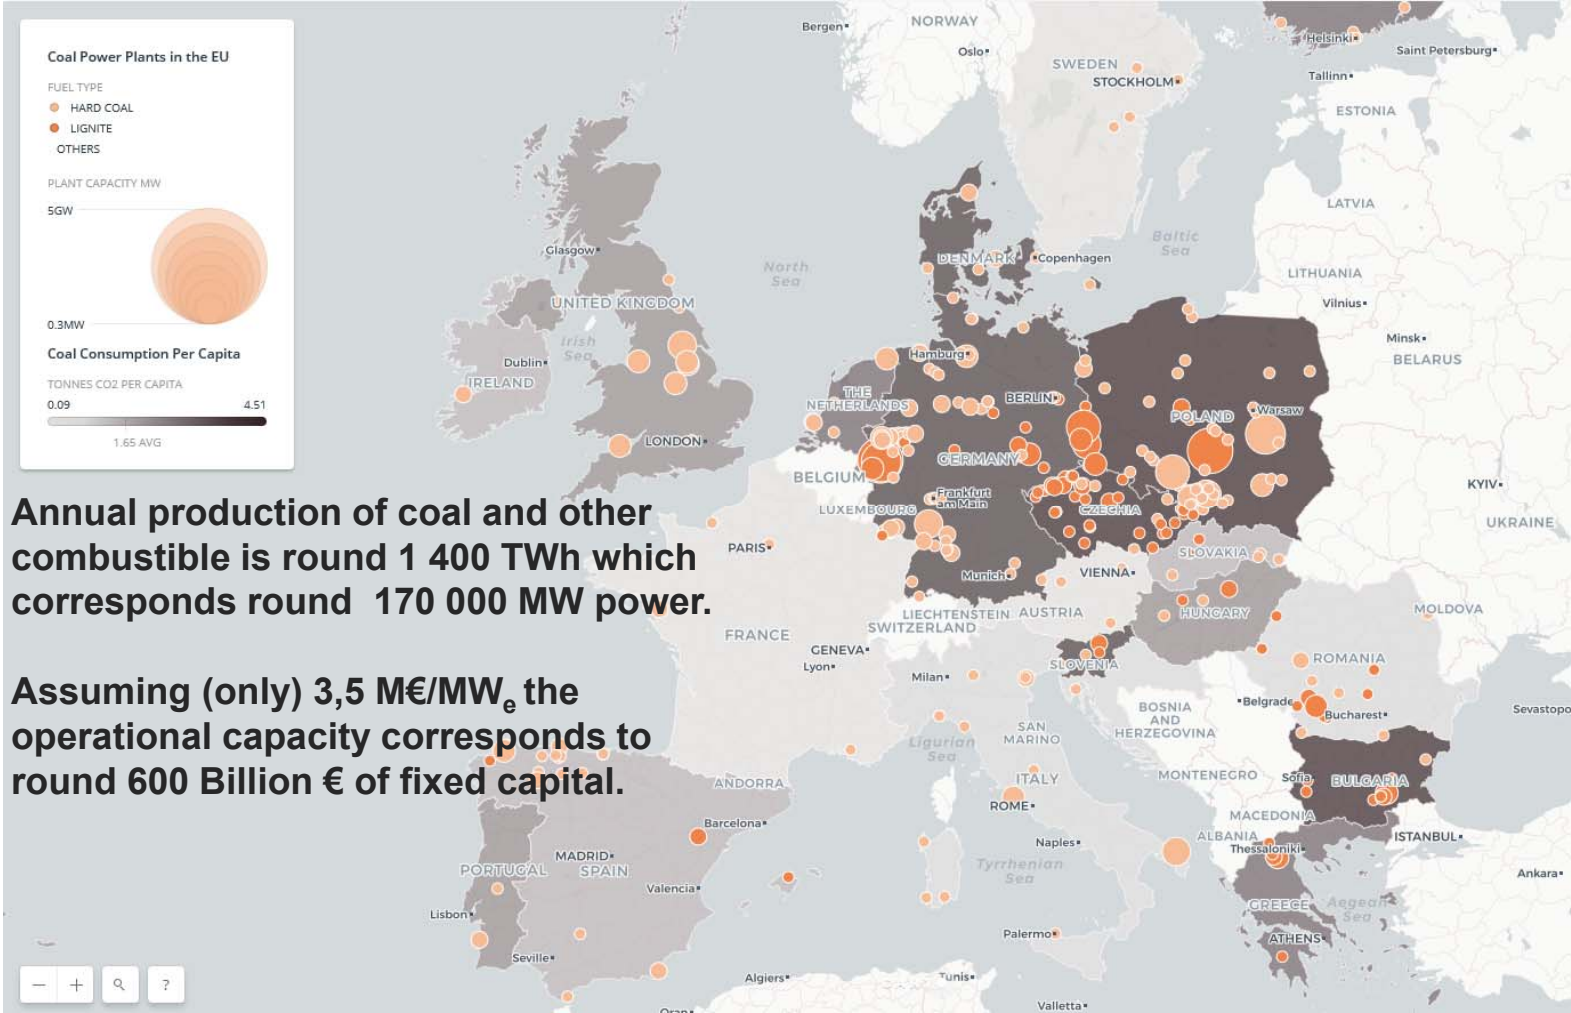 Coal Power Plants in the EU
FUEL TYPE
HARD COAL
LIGNITE
OTHERS
PLANT CAPACITY MW
5GW
0.3MW
Coal Consumption Per Capita
TONNES CO2 PER CAPITA
0.09 4.51
1.65 AVG
Annual production of coal and other
combustible is round 1 400 TWh which
corresponds round 170 000 MW power.
Assuming (only) 3,5 M€/MWe the
operational capacity corresponds to
round 600 Billion € of fixed capital.
Bergen
NORWAY
Oslo
SWEDEN
STOCKHOLM
Helsinki
Saint Petersburg
Tallinn
ESTONIA
LATVIA
Baltic
Sea
LITHUANIA
Vilnius
Minsk
BELARUS
Glasgow
North
Sea
DENMARK
Copenhagen
UNITED KINGDOM
Irish
Sea
Dublin
IRELAND
LONDON
Hamburg
THE
NETHERLANDS
BERLIN
POLAND
Warsaw
BELGIUM
GERMANY
Frankfurt
am Main
LUXEMBOURG
CZECHIA
KYIV
UKRAINE
PARIS
Munich
VIENNA
SLOVAKIA
LIECHTENSTEIN
AUSTRIA
HUNGARY
MOLDOVA
SWITZERLAND
FRANCE
GENEVA
Lyon
Milan
SLOVENIA
ROMANIA
Belgrade
Bucharest
Sevastopo
BOSNIA
AND
HERZEGOVINA
SAN
MARINO
Ligurian
Sea
ANDORRA
ITALY
MONTENEGRO
Sofia
BULGARIA
ROME
MACEDONIA
Barcelona
ALBANIA
ISTANBUL
Naples
Thessaloniki
MADRID
SPAIN
PORTUGAL
Tyrrhenian
Sea
Ankara
Valencia
Lisbon
GREECE
Aegean
Sea
Palermo
ATHENS
Seville
Algiers
Tunis
Oran
Valletta
− + ?